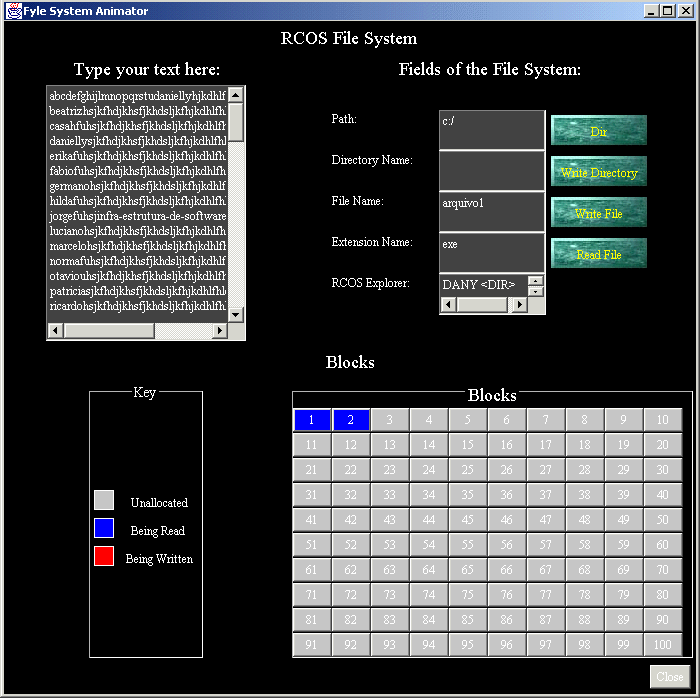 Fyle System Animator
RCOS File System
Type your text here:
abcdefghijlmnopqrstudaniellyhjkdhlf
beatrizhsjkfhdjkhsfjkhdsljkfhjkdhlfh
casahfuhsjkfhdjkhsfjkhdsljkfhjkdhlfl
daniellysjkfhdjkhsfjkhdsljkfhjkdhlfh
erikafuhsjkfhdjkhsfjkhdsljkfhjkdhlfh
fabiofuhsjkfhdjkhsfjkhdsljkfhjkdhlfl
germanohsjkfhdjkhsfjkhdsljkfhjkdhlf
hildafuhsjkfhdjkhsfjkhdsljkfhjkdhlfh
jorgefuhsjinfra-estrutura-de-software
lucianohsjkfhdjkhsfjkhdsljkfhjkdhlfl
marcelohsjkfhdjkhsfjkhdsljkfhjkdhlf
normafuhsjkfhdjkhsfjkhdsljkfhjkdhlf
otaviouhsjkfhdjkhsfjkhdsljkfhjkdhlfl
patriciasjkfhdjkhsfjkhdsljkfhjkdhlfh
ricardohsjkfhdjkhsfjkhdsljkfhjkdhlfl
Fields of the File System:
Path: c:/ Dir
Directory Name: Write Directory
File Name: arquivo1 Write File
Extension Name: exe Read File
RCOS Explorer: DANY <DIR>
Blocks
Key
Unallocated
Being Read
Being Written
Blocks
1 2 3 4 5 6 7 8 9 10
11 12 13 14 15 16 17 18 19 20
21 22 23 24 25 26 27 28 29 30
31 32 33 34 35 36 37 38 39 40
41 42 43 44 45 46 47 48 49 50
51 52 53 54 55 56 57 58 59 60
61 62 63 64 65 66 67 68 69 70
71 72 73 74 75 76 77 78 79 80
81 82 83 84 85 86 87 88 89 90
91 92 93 94 95 96 97 98 99 100
Close